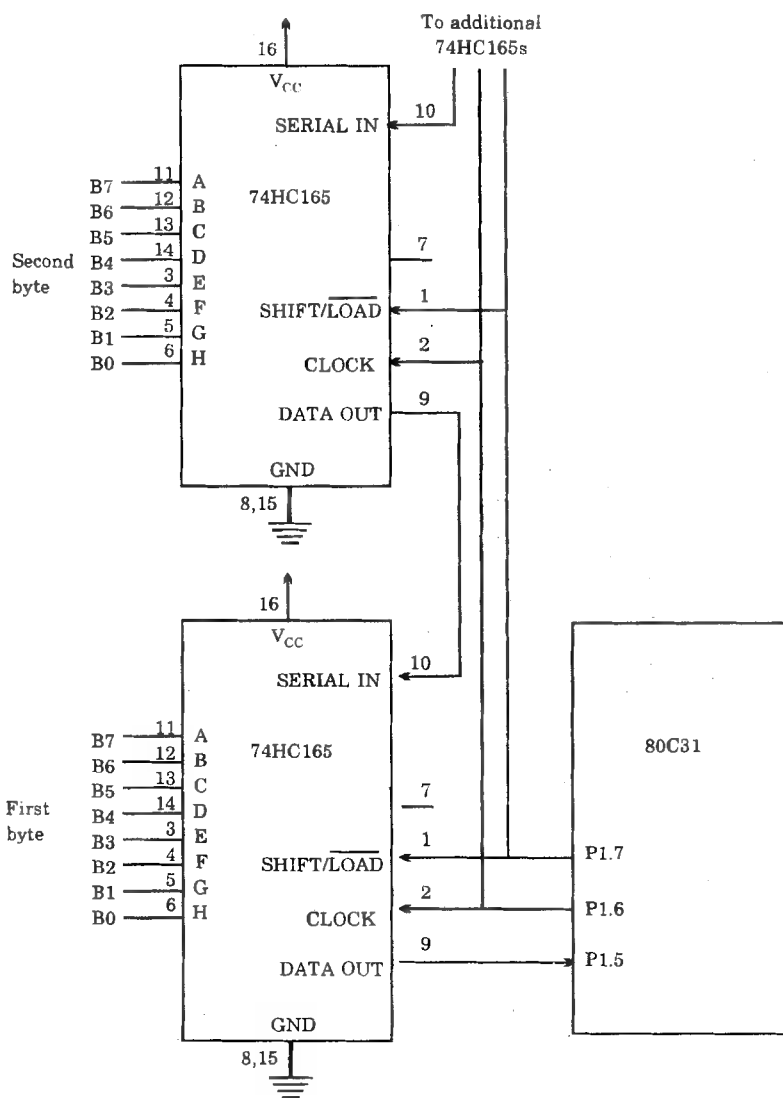 To additional
74HC165s
16
V_CC
SERIAL IN
10
B7 11 A
B6 12 B
B5 13 C
B4 14 D
B3 3 E
B2 4 F
B1 5 G
B0 6 H
Second
byte
74HC165
7
SHIFT/LOAD
1
CLOCK
2
DATA OUT
9
GND
8,15
16
V_CC
SERIAL IN
10
B7 11 A
B6 12 B
B5 13 C
B4 14 D
B3 3 E
B2 4 F
B1 5 G
B0 6 H
First
byte
74HC165
7
SHIFT/LOAD
1
CLOCK
2
DATA OUT
9
GND
8,15
80C31
P1.7
P1.6
P1.5